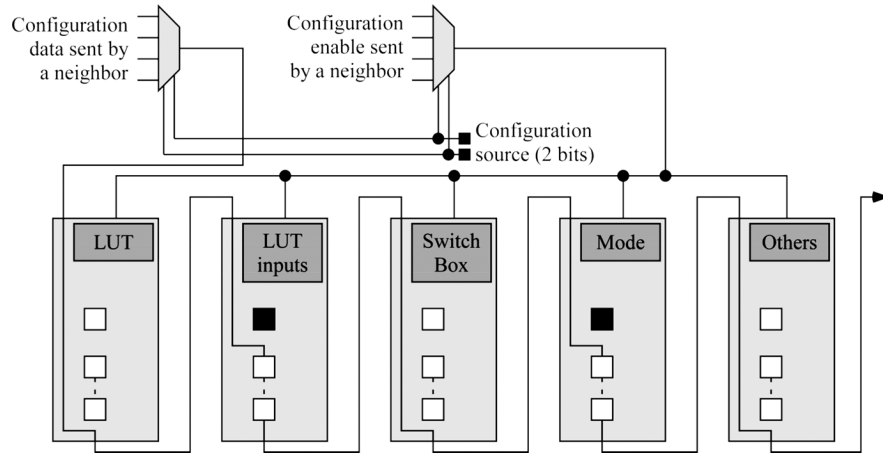 Configuration
data sent by
a neighbor
Configuration
enable sent
by a neighbor
Configuration
source (2 bits)
LUT
LUT
inputs
Switch
Box
Mode
Others